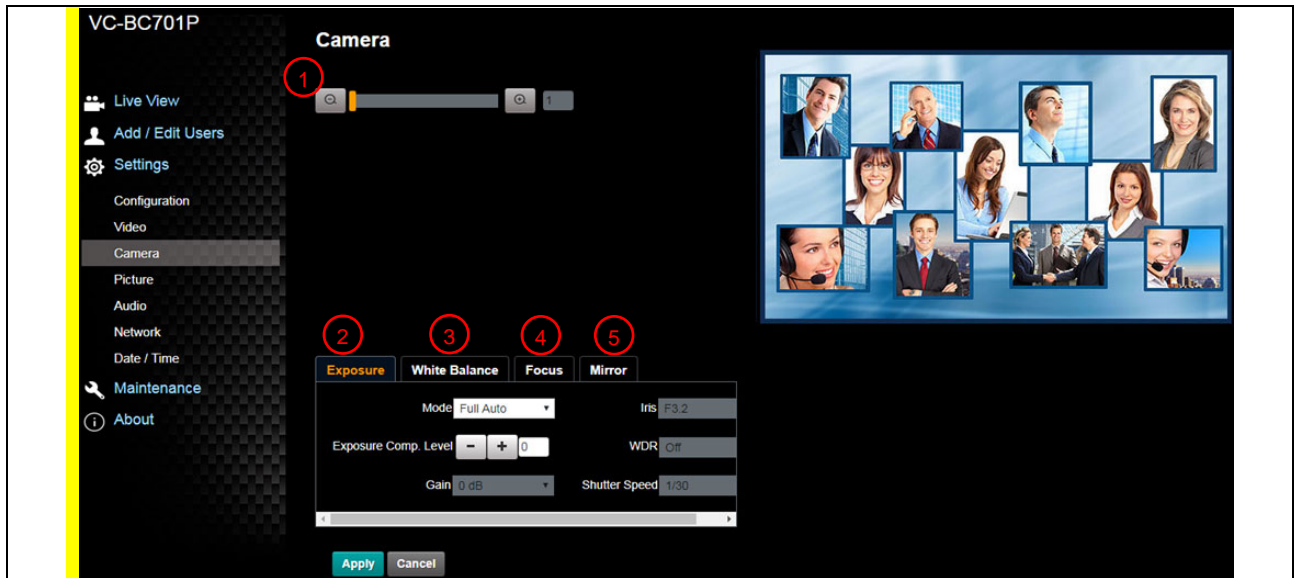 VC-BC701P
Camera
1
1
Live View
Add / Edit Users
Settings
Configuration
Video
Camera
Picture
Audio
Network
Date / Time
Maintenance
About
2 3 4 5
Exposure White Balance Focus Mirror
Mode Full Auto Iris F3.2
Exposure Comp. Level - + 0 WDR Off
Gain 0 dB Shutter Speed 1/30
Apply Cancel